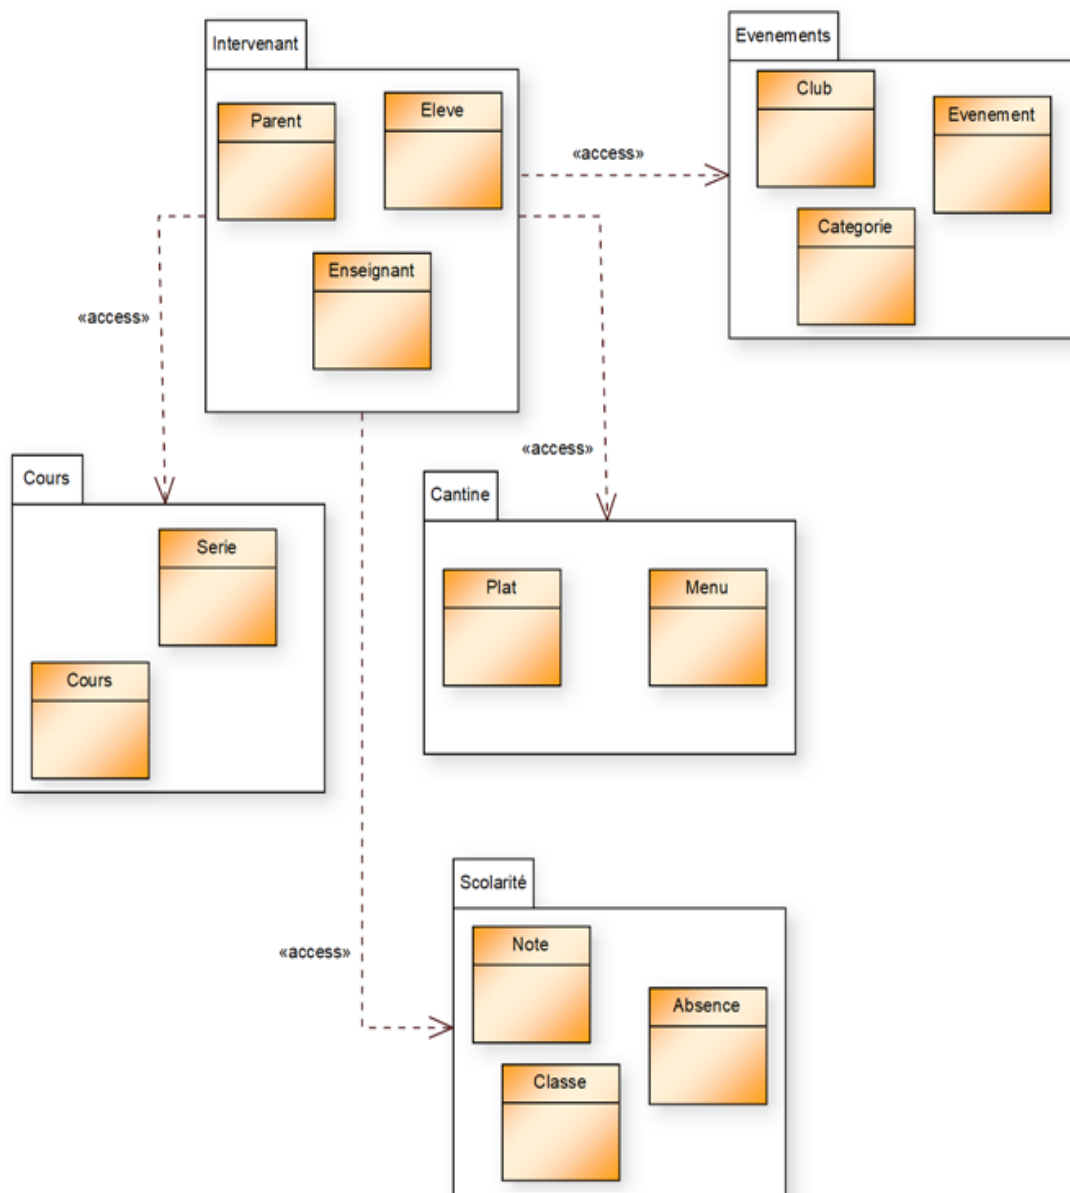 Intervenant
Parent
Eleve
Enseignant
«access»
Evenements
Club
Evenement
Categorie
«access»
«access»
Cours
Serie
Cours
Cantine
Plat
Menu
«access»
Scolarité
Note
Absence
Classe